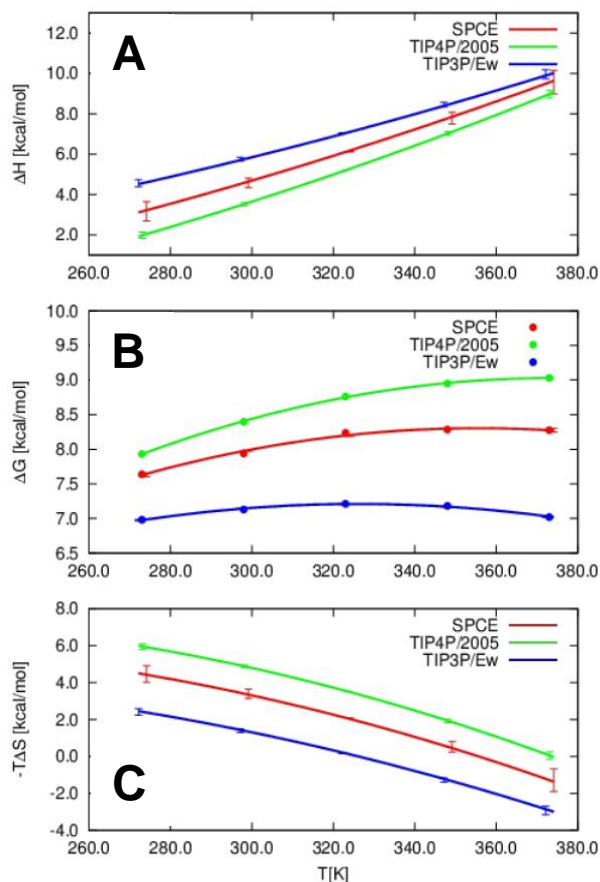 A
SPCE
TIP4P/2005
TIP3P/Ew
ΔH [kcal/mol]
12.0
10.0
8.0
6.0
4.0
2.0
260.0 280.0 300.0 320.0 340.0 360.0 380.0
B
SPCE
TIP4P/2005
TIP3P/Ew
ΔG [kcal/mol]
10.0
9.5
9.0
8.5
8.0
7.5
7.0
6.5
260.0 280.0 300.0 320.0 340.0 360.0 380.0
SPCE
TIP4P/2005
TIP3P/Ew
-TΔS [kcal/mol]
8.0
6.0
4.0
2.0
0.0
-2.0
-4.0
C
260.0 280.0 300.0 320.0 340.0 360.0 380.0
T[K]